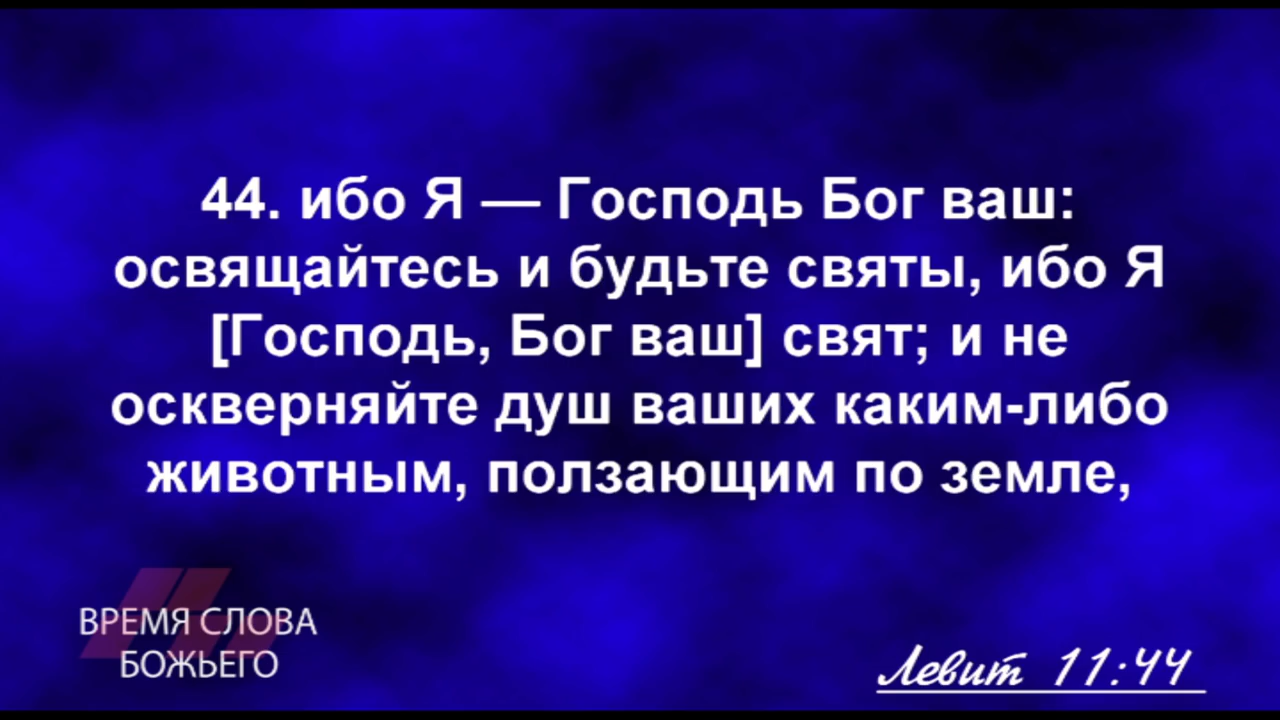 44. ибо Я — Господь Бог ваш:
освящайтесь и будьте святы, ибо Я
[Господь, Бог ваш] свят; и не
оскверняйте душ ваших каким-либо
животным, ползающим по земле,
ВРЕМЯ СЛОВА
БОЖЬЕГО
Левит 11:44